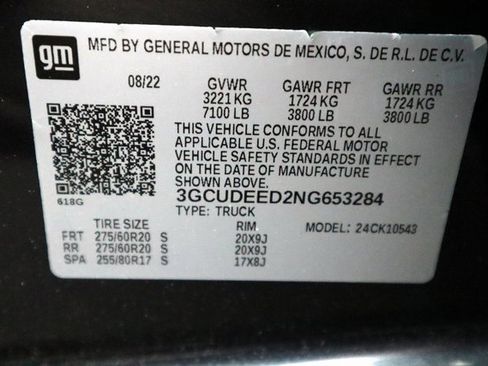 gm
MFD BY GENERAL MOTORS DE MEXICO, S. DE R.L. DE C.V.
08/22 GVWR GAWR FRT GAWR RR
3221 KG 1724 KG 1724 KG
7100 LB 3800 LB 3800 LB
THIS VEHICLE CONFORMS TO ALL
APPLICABLE U.S. FEDERAL MOTOR
VEHICLE SAFETY STANDARDS IN EFFECT
ON THE DATE OF MANUFACTURE
SHOWN ABOVE.
618G
3GCUDEED2NG653284
TYPE: TRUCK
TIRE SIZE RIM MODEL: 24CK10543
FRT 275/60R20 S 20X9J
RR 275/60R20 S 20X9J
SPA 255/80R17 S 17X8J